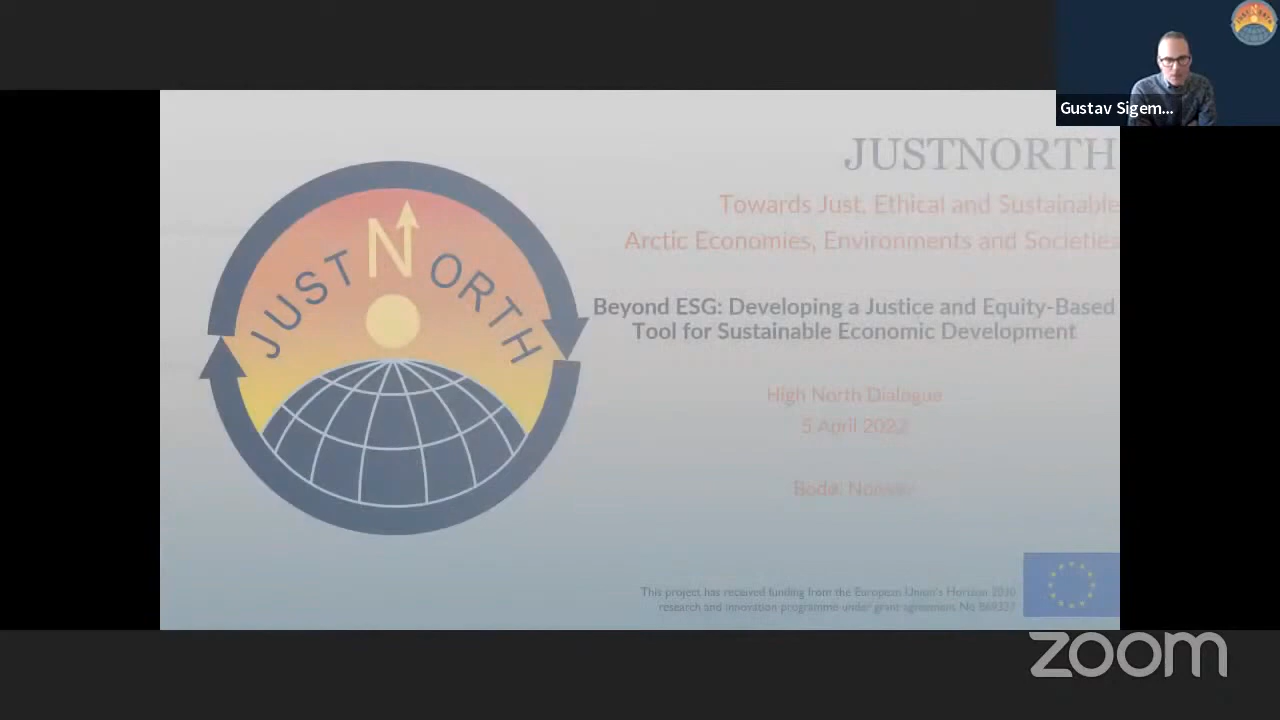 Gustav Sigem...
JUSTNORTH
Towards Just, Ethical and Sustainable
Arctic Economies, Environments and Societies
JUST NORTH
Beyond ESG: Developing a Justice and Equity-Based
Tool for Sustainable Economic Development
High North Dialogue
5 April 2022
Bodø, Norway
This project has received funding from the European Union's Horizon 2020
research and innovation programme under grant agreement No 869327
zoom